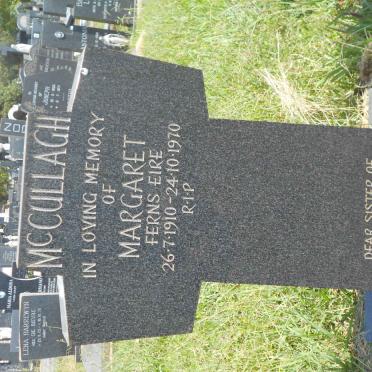 McCULLAGH
IN LOVING MEMORY
OF
MARGARET
FERNS EIRE
26·7·1910-24·10·1970
R·I·P
DEAR SISTER OF